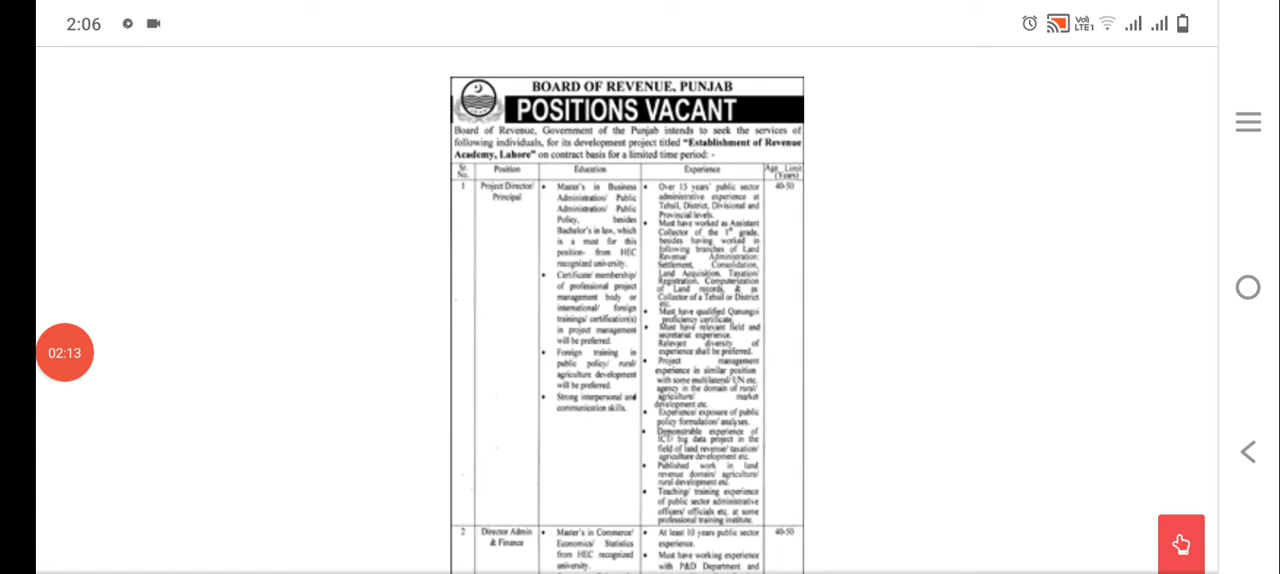 2:06
Vo)
LTE1
BOARD OF REVENUE, PUNJAB
POSITIONS VACANT
Board of Revenue, Government of the Punjab intends to seek the services of
following individuals, for its development project titled "Establishment of Revenue
Academy, Lahore" on contract basis for a limited time period: -
Sr. No. Position Education Experience Age Limit (Years)
1 Project Director/ Principal
• Master's in Business
Administration/ Public
Administration/ Public
Policy, besides
Bachelor's in law, which
is a must for this
position- from HEC
recognized university.
• Certificate/ membership/
of professional project
management body or
international/ foreign
trainings/ certification(s)
in project management
will be preferred.
• Foreign training in
public policy/ rural/
agriculture development
will be preferred.
• Strong interpersonal and
communication skills.
• Over 15 years' public sector
administrative experience at
Tehsil, District, Divisional and
Provincial levels.
• Must have worked as Assistant
Collector of the 1st grade,
besides having worked in
following branches of Land
Revenue Administration:
Settlement, Consolidation,
Land Acquisition, Taxation/
Registration, Computerization
of Land records, & as
Collector of a Tehsil or District
etc.
• Must have qualified Qanungoi
proficiency certificate.
• Must have relevant field and
secretariat experience.
Relevant diversity of
experience shall be preferred.
• Project management
experience in similar position
with some multilateral/ UN etc.
agency in the domain of rural/
agriculture/ market
development etc.
• Experience/ exposure of public
policy formulation/ analyses.
• Demonstrable experience of
ICT/ big data project in the
field of land revenue/ taxation/
agriculture development etc.
• Published work in land
revenue domain/ agriculture/
rural development etc.
• Teaching/ training experience
of public sector administrative
officers/ officials etc. at some
professional training institute.
40-50
02:13
2 Director Admin & Finance
• Master's in Commerce/
Economics/ Statistics
from HEC recognized
university.
• At least 10 years public sector
experience.
• Must have working experience
with P&D Department and
40-50